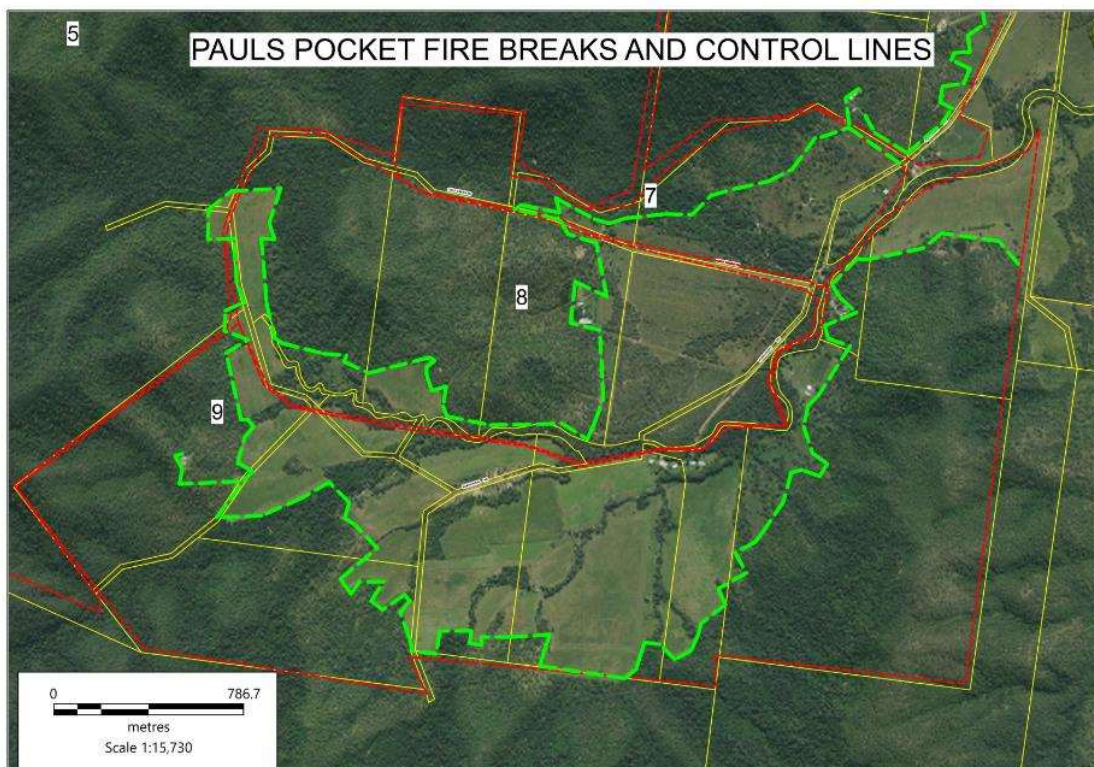 5
PAULS POCKET FIRE BREAKS AND CONTROL LINES
7
8
9
0 786.7
metres
Scale 1:15,730